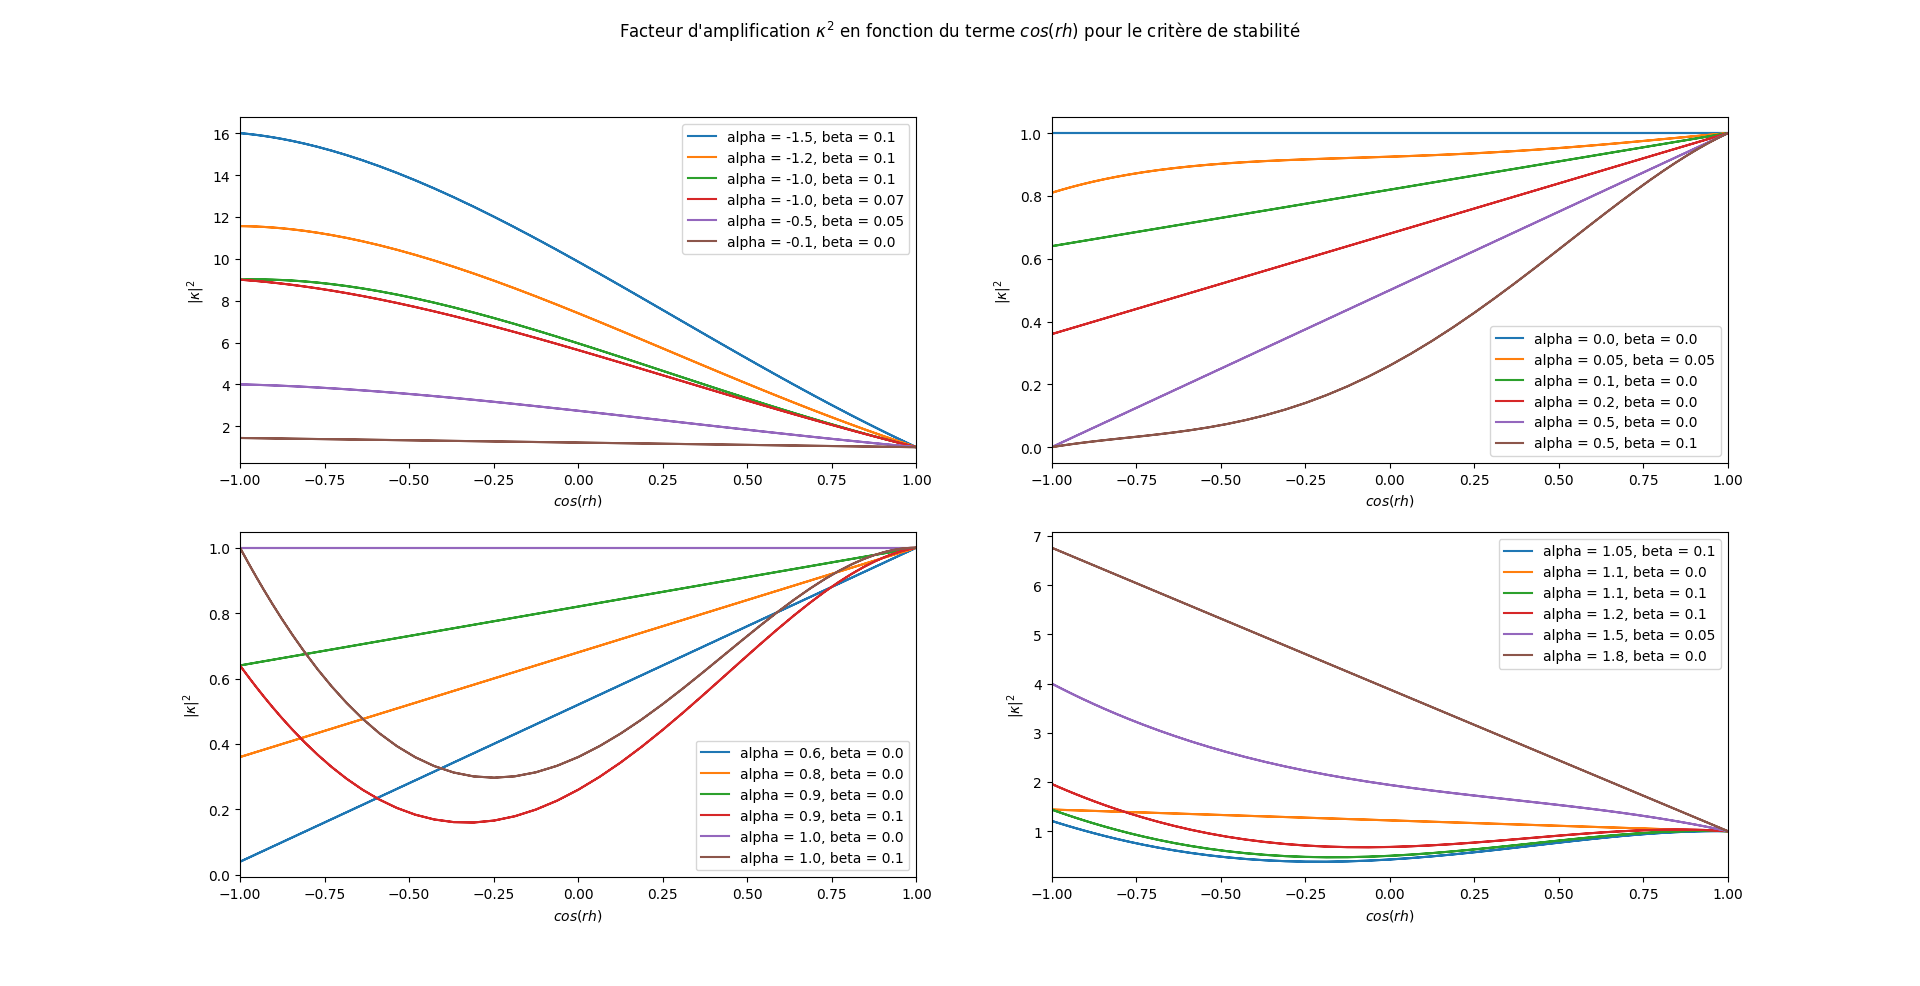 Facteur d'amplification κ² en fonction du terme cos(rh) pour le critère de stabilité
|κ|²
16
14
12
10
8
6
4
2
alpha = -1.5, beta = 0.1
alpha = -1.2, beta = 0.1
alpha = -1.0, beta = 0.1
alpha = -1.0, beta = 0.07
alpha = -0.5, beta = 0.05
alpha = -0.1, beta = 0.0
−1.00 −0.75 −0.50 −0.25 0.00 0.25 0.50 0.75 1.00
cos(rh)
|κ|²
1.0
0.8
0.6
0.4
0.2
0.0
alpha = 0.0, beta = 0.0
alpha = 0.05, beta = 0.05
alpha = 0.1, beta = 0.0
alpha = 0.2, beta = 0.0
alpha = 0.5, beta = 0.0
alpha = 0.5, beta = 0.1
−1.00 −0.75 −0.50 −0.25 0.00 0.25 0.50 0.75 1.00
cos(rh)
|κ|²
1.0
0.8
0.6
0.4
0.2
0.0
alpha = 0.6, beta = 0.0
alpha = 0.8, beta = 0.0
alpha = 0.9, beta = 0.0
alpha = 0.9, beta = 0.1
alpha = 1.0, beta = 0.0
alpha = 1.0, beta = 0.1
−1.00 −0.75 −0.50 −0.25 0.00 0.25 0.50 0.75 1.00
cos(rh)
|κ|²
7
6
5
4
3
2
1
alpha = 1.05, beta = 0.1
alpha = 1.1, beta = 0.0
alpha = 1.1, beta = 0.1
alpha = 1.2, beta = 0.1
alpha = 1.5, beta = 0.05
alpha = 1.8, beta = 0.0
−1.00 −0.75 −0.50 −0.25 0.00 0.25 0.50 0.75 1.00
cos(rh)